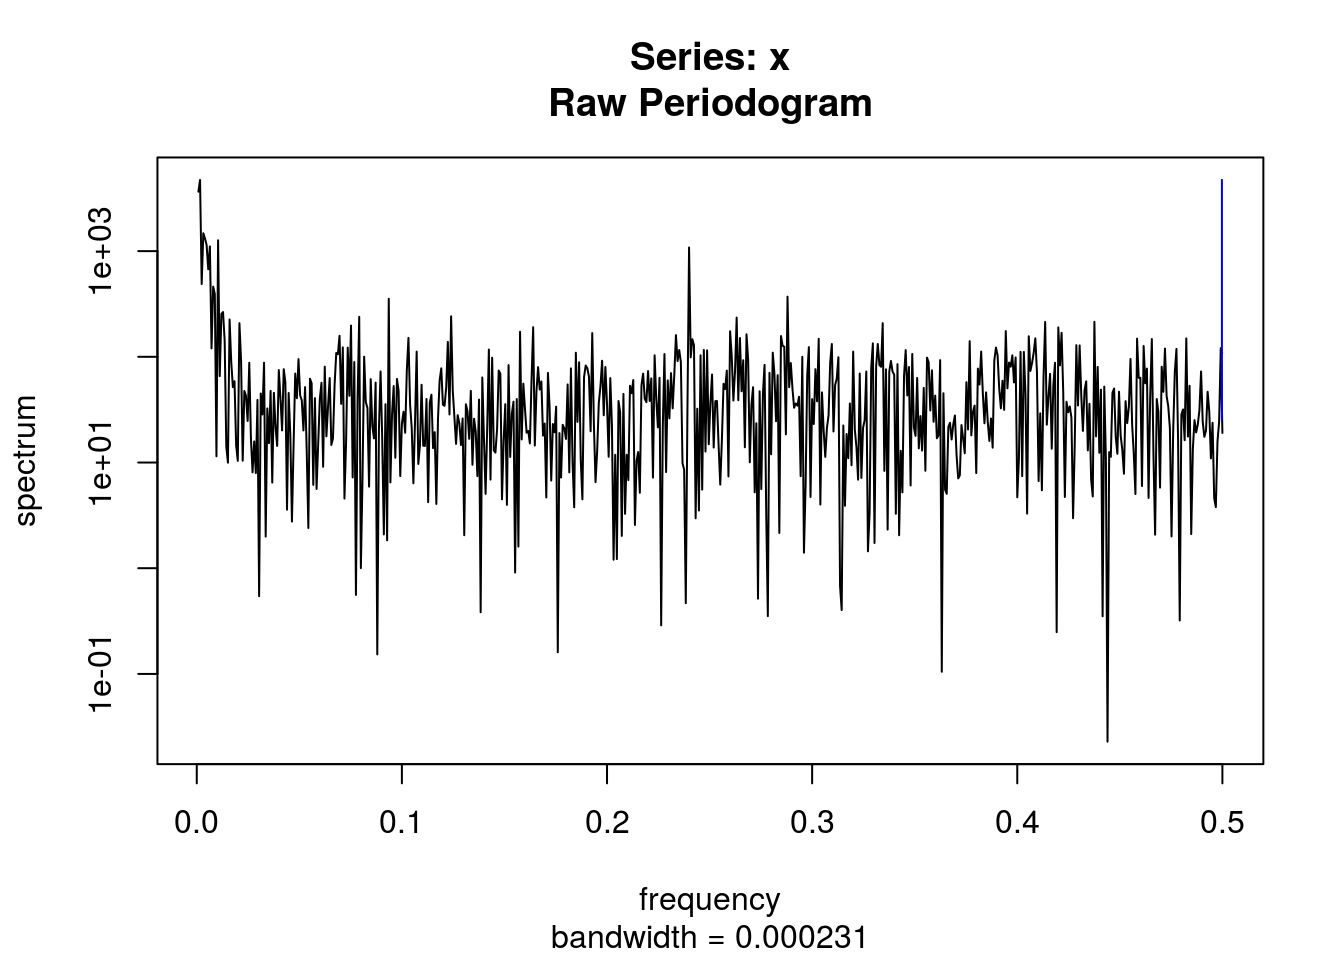 Series: x
Raw Periodogram
spectrum
1e+03
1e+01
1e-01
0.0 0.1 0.2 0.3 0.4 0.5
frequency
bandwidth = 0.000231